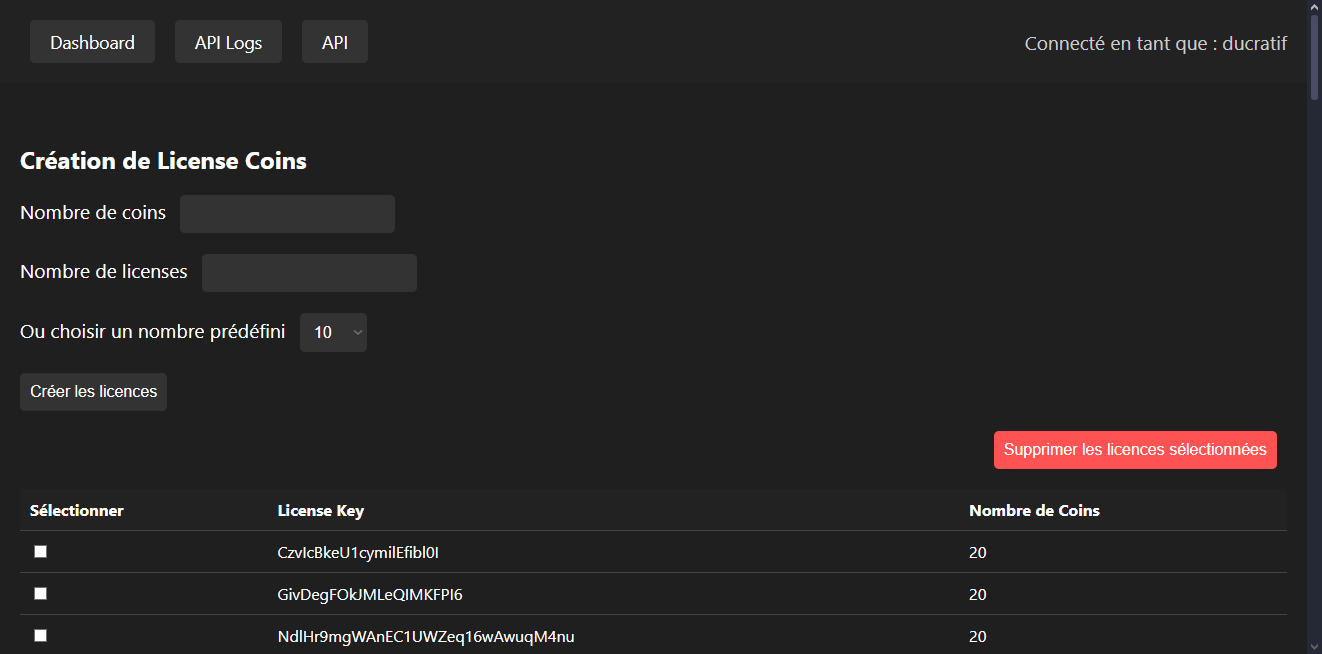 Dashboard API Logs API Connecté en tant que : ducratif
Création de License Coins
Nombre de coins
Nombre de licenses
Ou choisir un nombre prédéfini 10
Créer les licences
Supprimer les licences sélectionnées
Sélectionner License Key Nombre de Coins
CzvIcBkeU1cymilEfibl0I 20
GivDegFOkJMLeQIMKFPI6 20
NdlHr9mgWAnEC1UWZeq16wAwuqM4nu 20